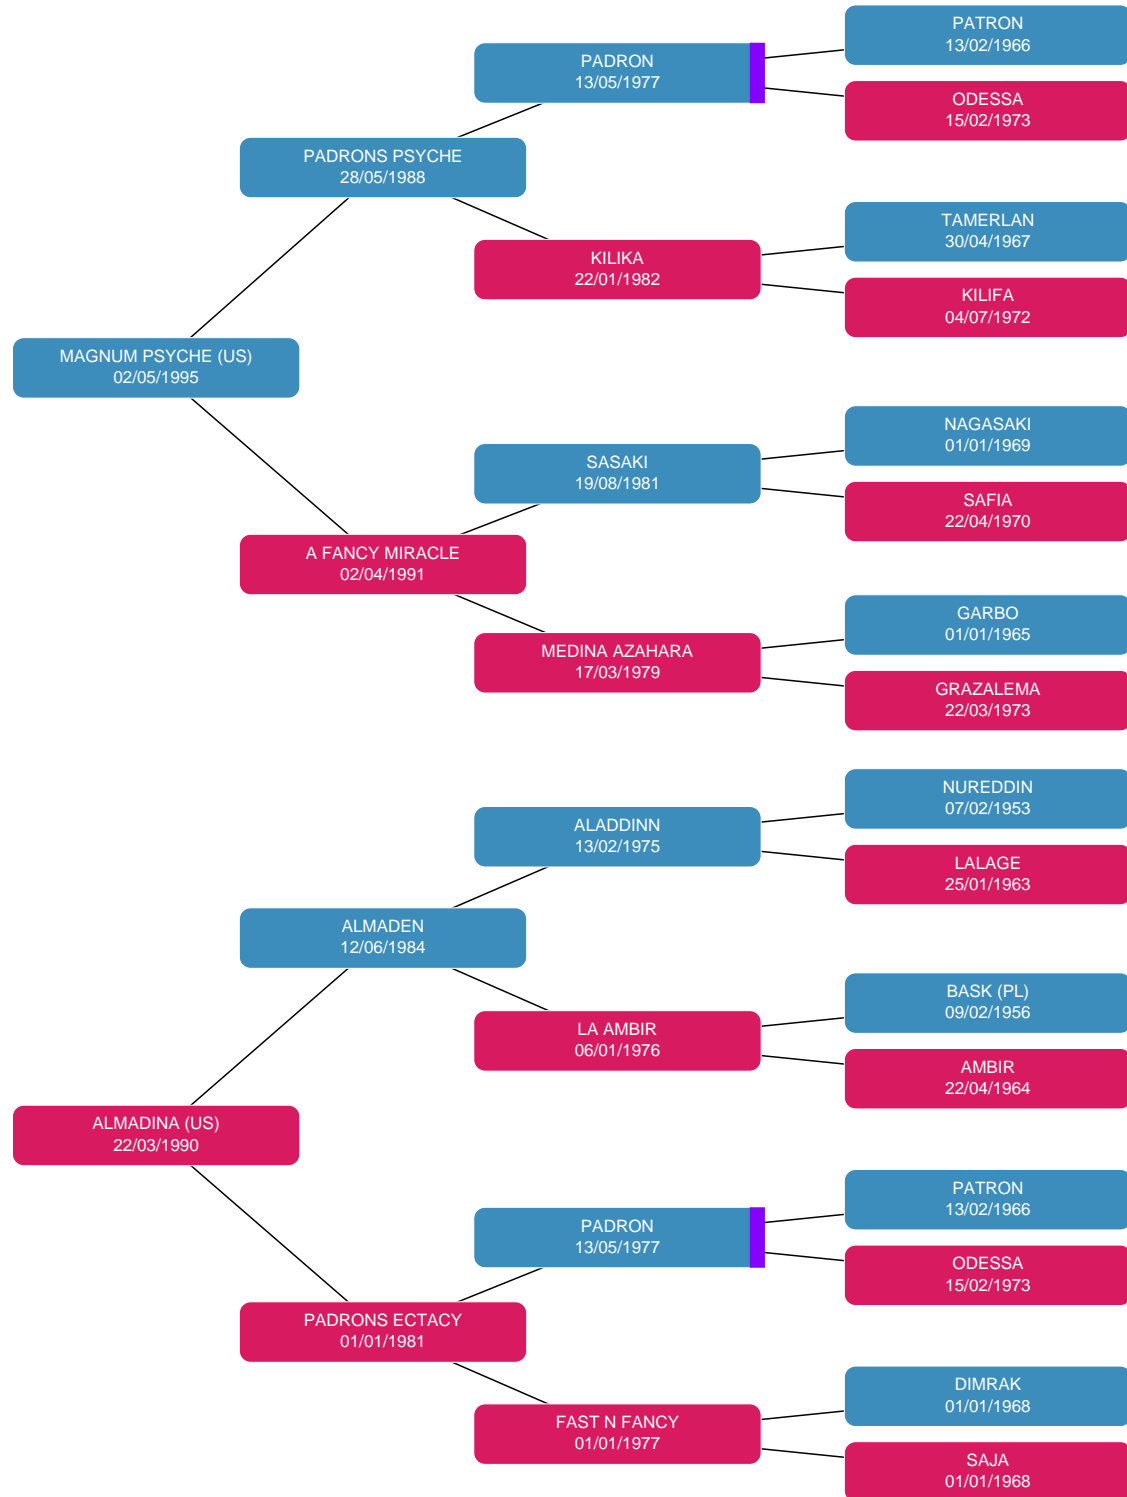 PATRON
13/02/1966
PADRON
13/05/1977
ODESSA
15/02/1973
PADRONS PSYCHE
28/05/1988
TAMERLAN
30/04/1967
KILIKA
22/01/1982
KILIFA
04/07/1972
MAGNUM PSYCHE (US)
02/05/1995
NAGASAKI
01/01/1969
SASAKI
19/08/1981
SAFIA
22/04/1970
A FANCY MIRACLE
02/04/1991
GARBO
01/01/1965
MEDINA AZAHARA
17/03/1979
GRAZALEMA
22/03/1973
NUREDDIN
07/02/1953
ALADDINN
13/02/1975
LALAGE
25/01/1963
ALMADEN
12/06/1984
BASK (PL)
09/02/1956
LA AMBIR
06/01/1976
AMBIR
22/04/1964
ALMADINA (US)
22/03/1990
PATRON
13/02/1966
PADRON
13/05/1977
ODESSA
15/02/1973
PADRONS ECTACY
01/01/1981
DIMRAK
01/01/1968
FAST N FANCY
01/01/1977
SAJA
01/01/1968